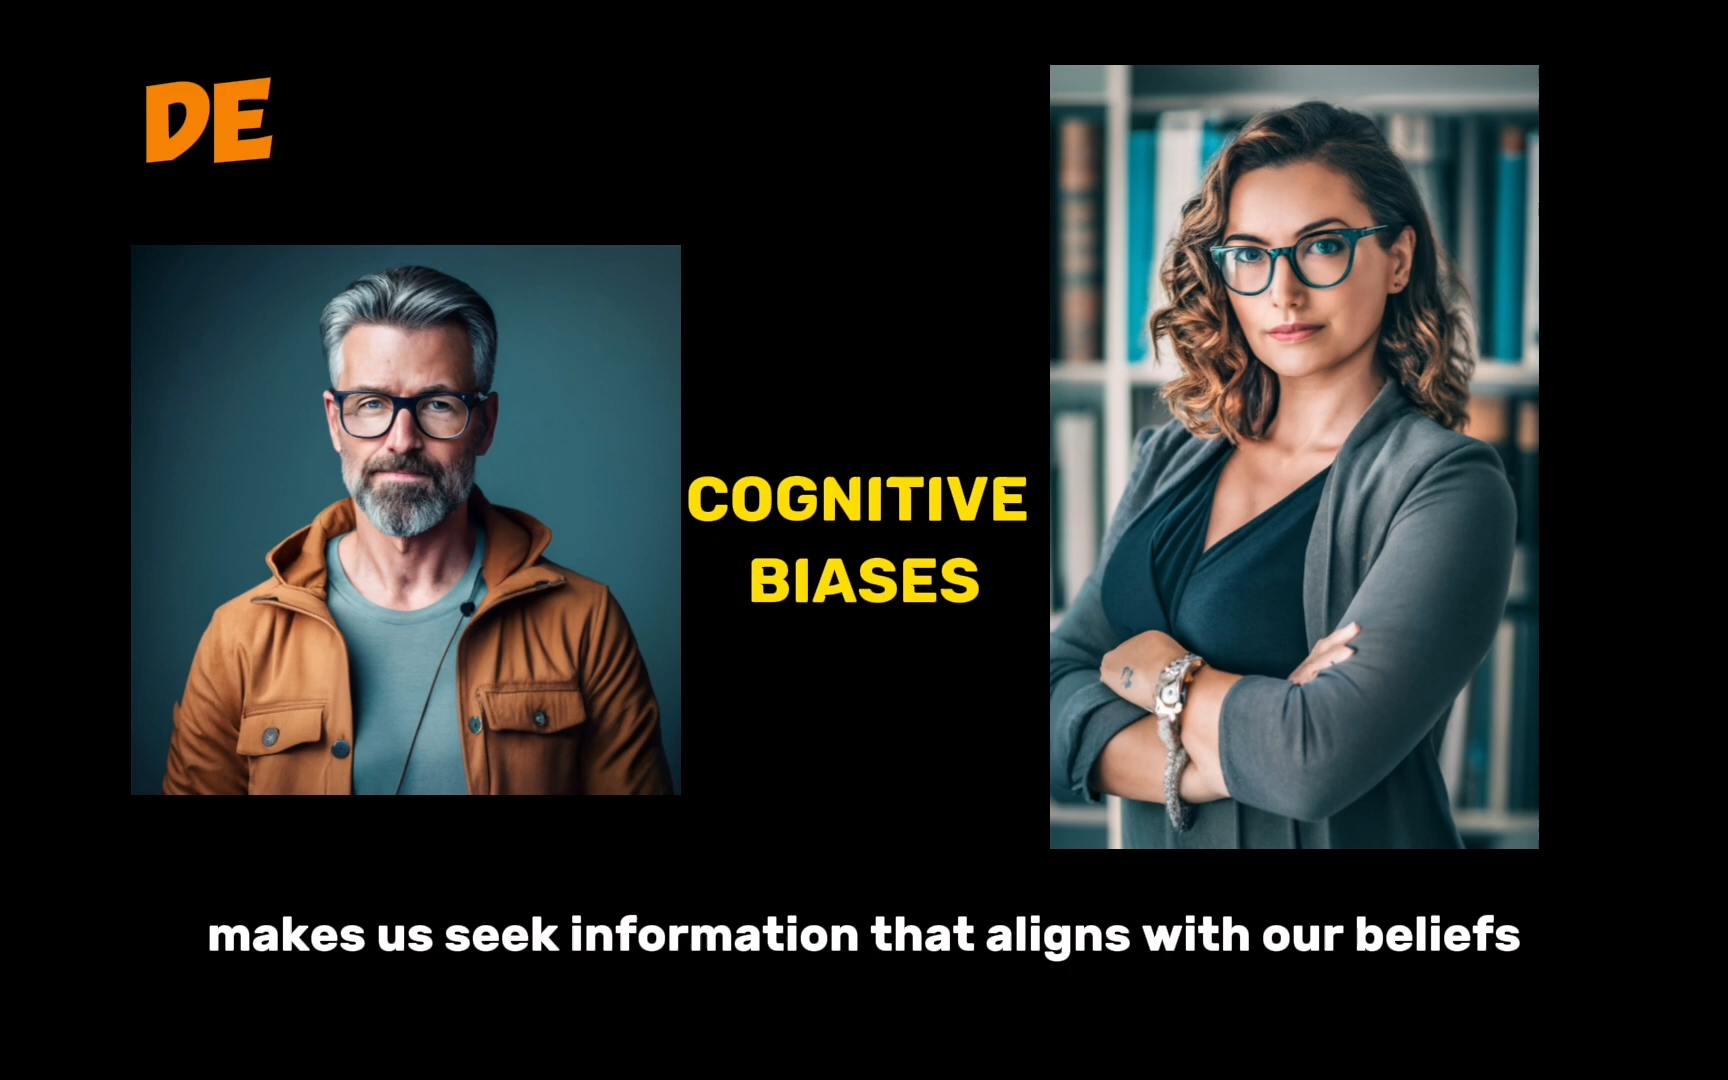 DE
COGNITIVE
BIASES
makes us seek information that aligns with our beliefs